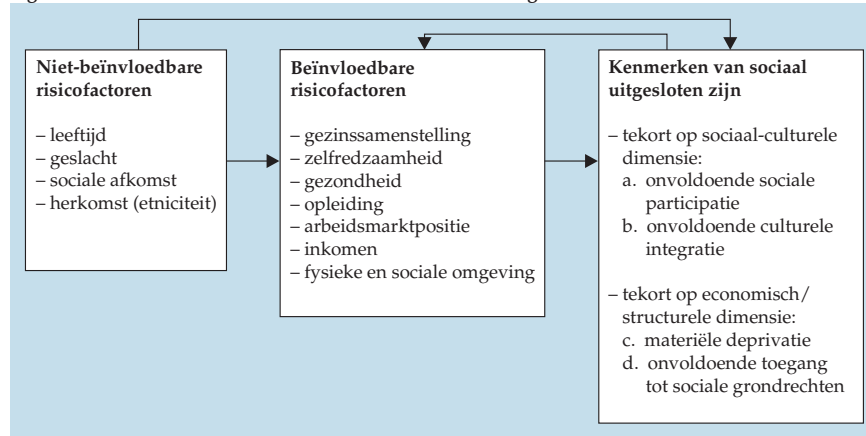 Niet-beïnvloedbare
risicofactoren
– leeftijd
– geslacht
– sociale afkomst
– herkomst (etniciteit)
Beïnvloedbare
risicofactoren
– gezinssamenstelling
– zelfredzaamheid
– gezondheid
– opleiding
– arbeidsmarktpositie
– inkomen
– fysieke en sociale omgeving
Kenmerken van sociaal
uitgesloten zijn
– tekort op sociaal-culturele
dimensie:
a. onvoldoende sociale
participatie
b. onvoldoende culturele
integratie
– tekort op economisch/
structurele dimensie:
c. materiële deprivatie
d. onvoldoende toegang
tot sociale grondrechten